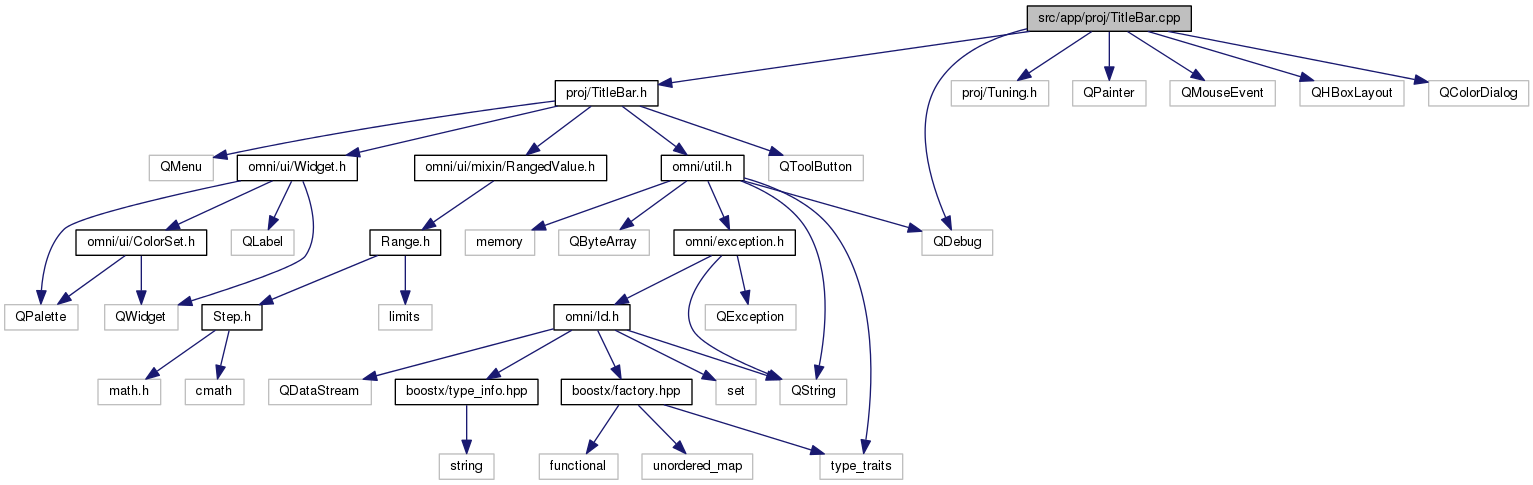 src/app/proj/TitleBar.cpp
proj/TitleBar.h
proj/Tuning.h
QPainter
QMouseEvent
QHBoxLayout
QColorDialog
QMenu
omni/ui/Widget.h
omni/ui/mixin/RangedValue.h
omni/util.h
QToolButton
omni/ui/ColorSet.h
QLabel
Range.h
memory
QByteArray
omni/exception.h
QDebug
QPalette
QWidget
Step.h
limits
omni/Id.h
QException
math.h
cmath
QDataStream
boostx/type_info.hpp
boostx/factory.hpp
set
QString
string
functional
unordered_map
type_traits